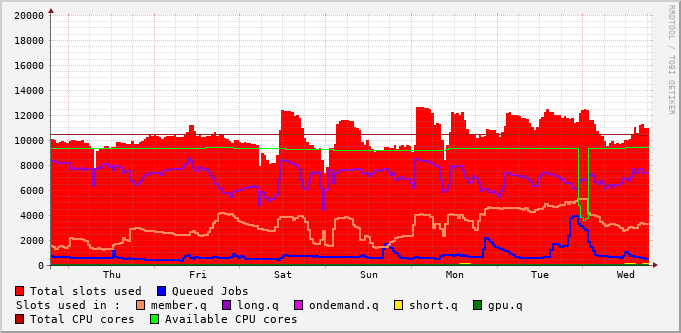 RRDTOOL / TOBI OETIKER
20000
18000
16000
14000
12000
10000
8000
6000
4000
2000
0
Thu Fri Sat Sun Mon Tue Wed
Total slots used Queued Jobs
Slots used in : member.q long.q ondemand.q short.q gpu.q
Total CPU cores Available CPU cores